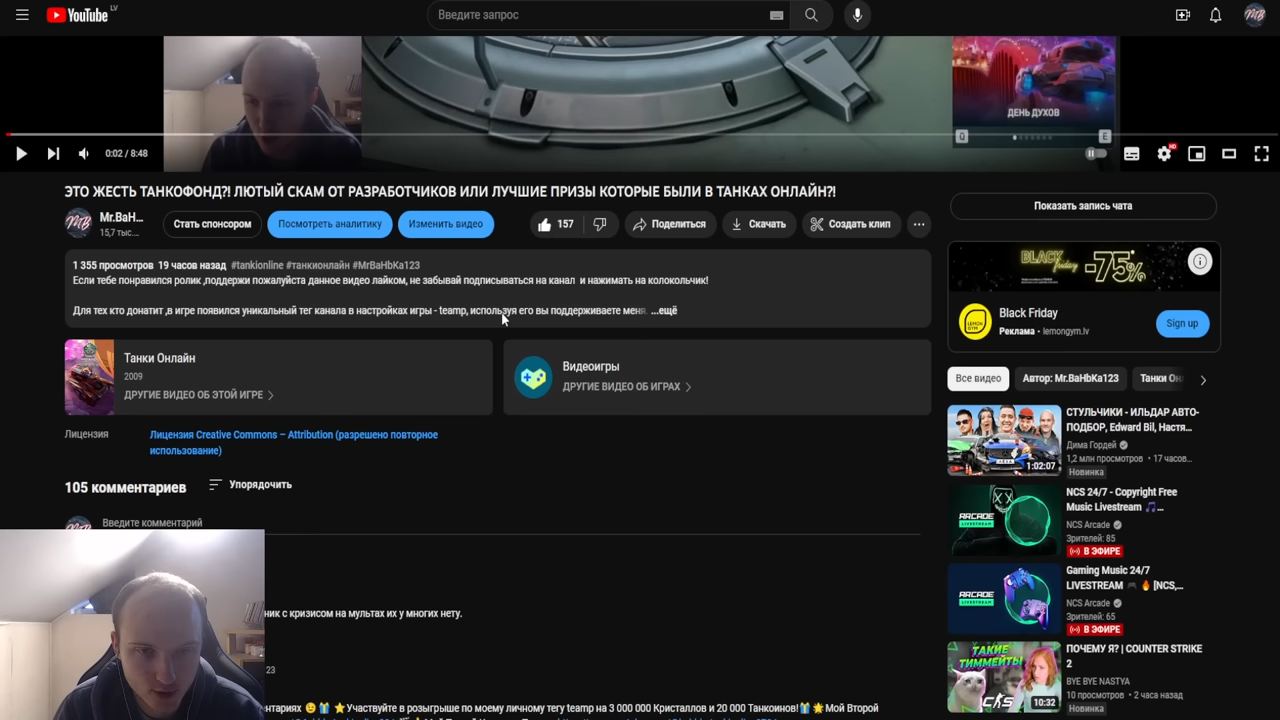 YouTube LV
Введите запрос
ДЕНЬ ДУХОВ
Q
E
0:02 / 8:48
HD
ЭТО ЖЕСТЬ ТАНКОФОНД?! ЛЮТЫЙ СКАМ ОТ РАЗРАБОТЧИКОВ ИЛИ ЛУЧШИЕ ПРИЗЫ КОТОРЫЕ БЫЛИ В ТАНКАХ ОНЛАЙН?!
Mr.BaH...
15,7 тыс....
Стать спонсором
Посмотреть аналитику
Изменить видео
157
Поделиться
Скачать
Создать клип
1 355 просмотров 19 часов назад #tankionline #танкионлайн #MrBaHbKa123
Если тебе понравился ролик ,поддержи пожалуйста данное видео лайком, не забывай подписываться на канал и нажимать на колокольчик!
Для тех кто донатит ,в игре появился уникальный тег канала в настройках игры - teamp, используя его вы поддерживаете меня. ...ещё
Танки Онлайн
2009
ДРУГИЕ ВИДЕО ОБ ЭТОЙ ИГРЕ
Видеоигры
ДРУГИЕ ВИДЕО ОБ ИГРАХ
Лицензия
Лицензия Creative Commons – Attribution (разрешено повторное
использование)
105 комментариев
Упорядочить
Введите комментарий
ник с кризисом на мультах их у многих нету.
23
нтариях 😉🎁 ⭐Участвуйте в розыгрыше по моему личному тегу teamp на 3 000 000 Кристаллов и 20 000 Танкоинов!🎁 🌟Мой Второй
Показать запись чата
BLACK
friday
-75%
LEMON
GYM
Black Friday
Реклама • lemongym.lv
Sign up
Все видео
Автор: Mr.BaHbKa123
Танки Он
СТУЛЬЧИКИ - ИЛЬДАР АВТО-
ПОДБОР, Edward Bil, Настя...
Дима Гордей
1,2 млн просмотров • 17 часов...
Новинка
1:02:07
NCS 24/7 - Copyright Free
Music Livestream 🎵...
NCS Arcade
Зрителей: 85
В ЭФИРЕ
ARCADE
LIVESTREAM
Gaming Music 24/7
LIVESTREAM 🎮 🔥 [NCS,...
NCS Arcade
Зрителей: 65
В ЭФИРЕ
ARCADE
LIVESTREAM
ПОЧЕМУ Я? | COUNTER STRIKE
2
BYE BYE NASTYA
10 просмотров • 2 часа назад
Новинка
ТАКИЕ
ТИММЕЙТЫ
CS
10:32